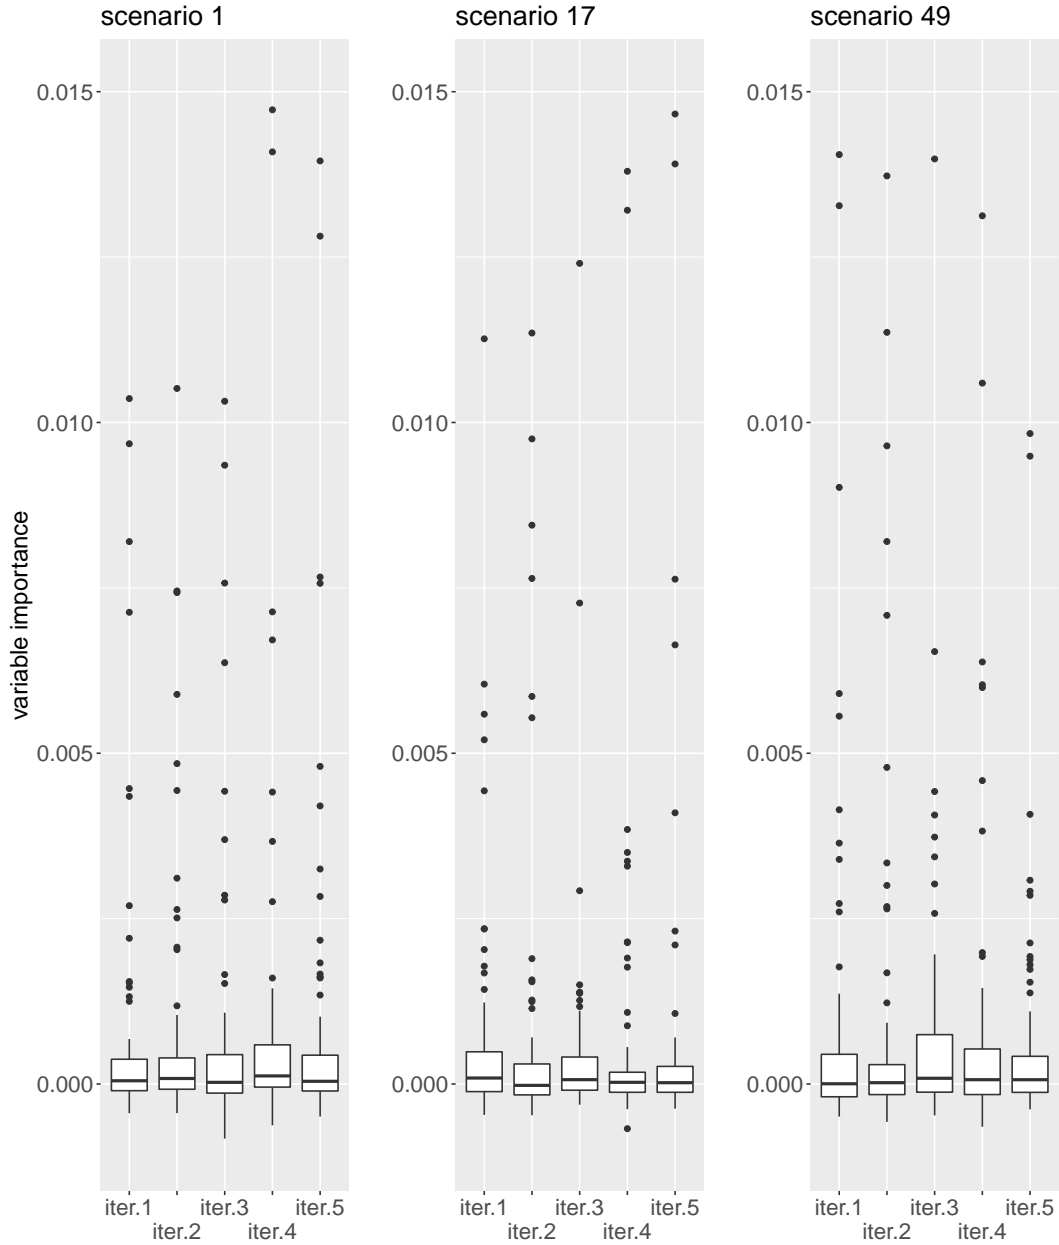 scenario 1
scenario 17
scenario 49
variable importance
0.015
0.010
0.005
0.000
iter.1
iter.2
iter.3
iter.4
iter.5
0.015
0.010
0.005
0.000
iter.1
iter.2
iter.3
iter.4
iter.5
0.015
0.010
0.005
0.000
iter.1
iter.2
iter.3
iter.4
iter.5